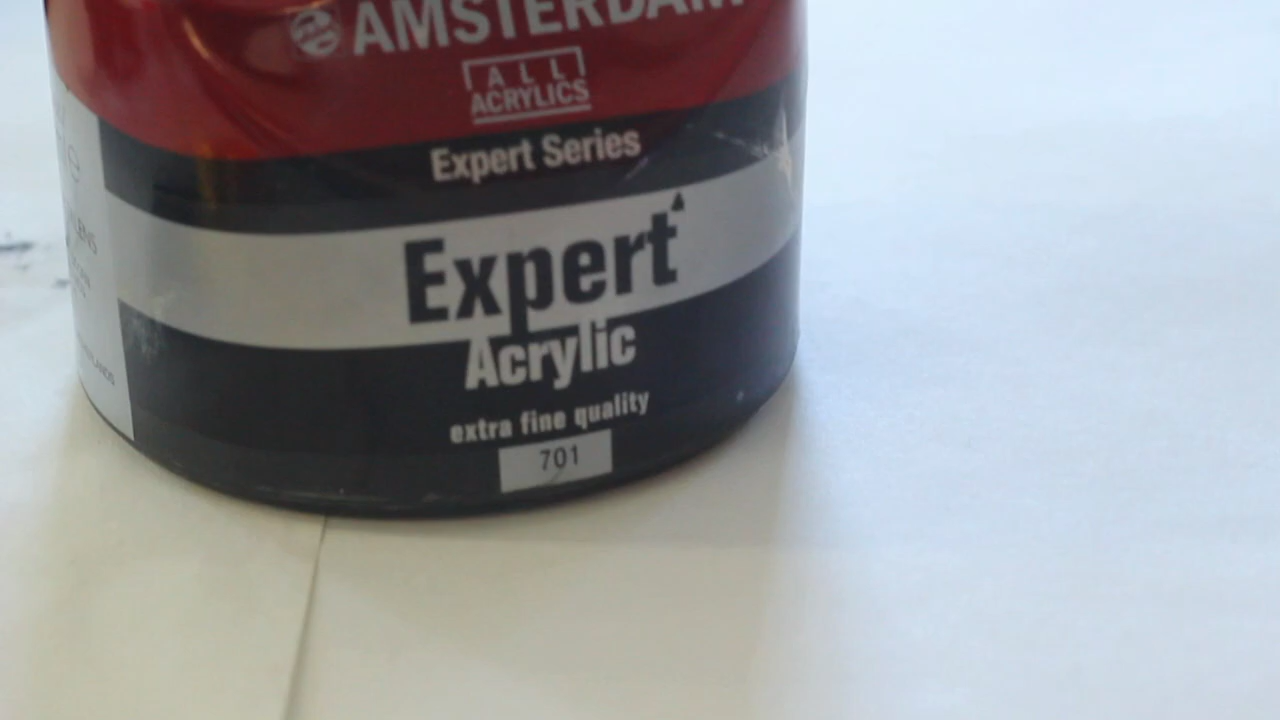 AMSTERDAM
ALL
ACRYLICS
Expert Series
Expert
Acrylic
extra fine quality
701